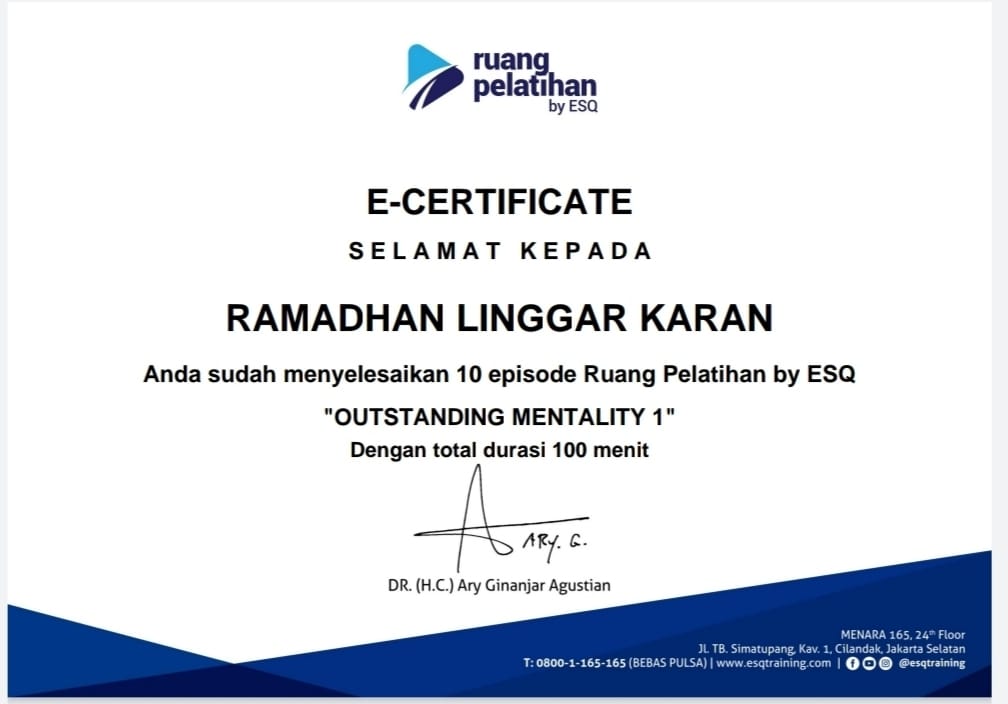 ruang
pelatihan
by ESQ
E-CERTIFICATE
SELAMAT KEPADA
RAMADHAN LINGGAR KARAN
Anda sudah menyelesaikan 10 episode Ruang Pelatihan by ESQ
"OUTSTANDING MENTALITY 1"
Dengan total durasi 100 menit
ARY. G.
DR. (H.C.) Ary Ginanjar Agustian
MENARA 165, 24th Floor
Jl. TB. Simatupang, Kav. 1, Cilandak, Jakarta Selatan
T: 0800-1-165-165 (BEBAS PULSA) | www.esqtraining.com | @esqtraining